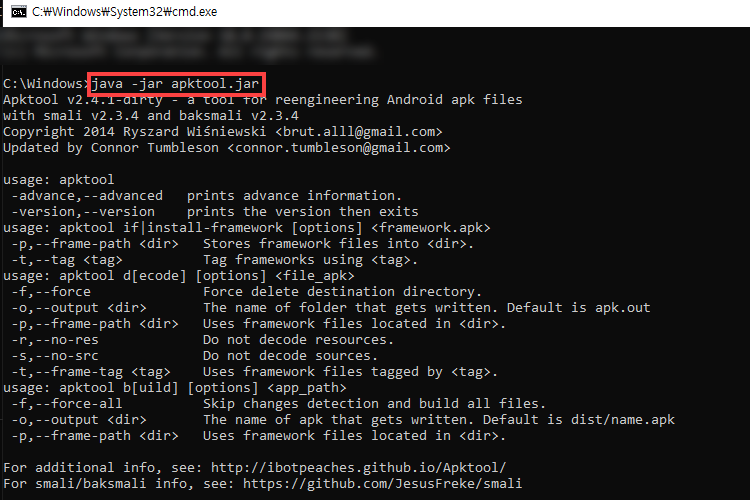 C:₩Windows₩System32₩cmd.exe
C:\Windows>java -jar apktool.jar
Apktool v2.4.1-dirty - a tool for reengineering Android apk files
with smali v2.3.4 and baksmali v2.3.4
Copyright 2014 Ryszard Wiśniewski <brut.alll@gmail.com>
Updated by Connor Tumbleson <connor.tumbleson@gmail.com>
usage: apktool
-advance,--advanced   prints advance information.
-version,--version    prints the version then exits
usage: apktool if|install-framework [options] <framework.apk>
-p,--frame-path <dir>   Stores framework files into <dir>.
-t,--tag <tag>          Tag frameworks using <tag>.
usage: apktool d[ecode] [options] <file_apk>
-f,--force              Force delete destination directory.
-o,--output <dir>       The name of folder that gets written. Default is apk.out
-p,--frame-path <dir>   Uses framework files located in <dir>.
-r,--no-res             Do not decode resources.
-s,--no-src             Do not decode sources.
-t,--frame-tag <tag>    Uses framework files tagged by <tag>.
usage: apktool b[uild] [options] <app_path>
-f,--force-all          Skip changes detection and build all files.
-o,--output <dir>       The name of apk that gets written. Default is dist/name.apk
-p,--frame-path <dir>   Uses framework files located in <dir>.
For additional info, see: http://ibotpeaches.github.io/Apktool/
For smali/baksmali info, see: https://github.com/JesusFreke/smali